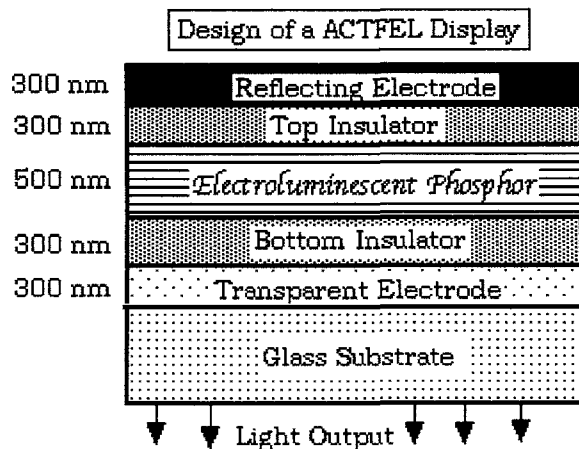 Design of a ACTFEL Display
300 nm Reflecting Electrode
300 nm Top Insulator
500 nm Electroluminescent Phosphor
300 nm Bottom Insulator
300 nm Transparent Electrode
Glass Substrate
Light Output